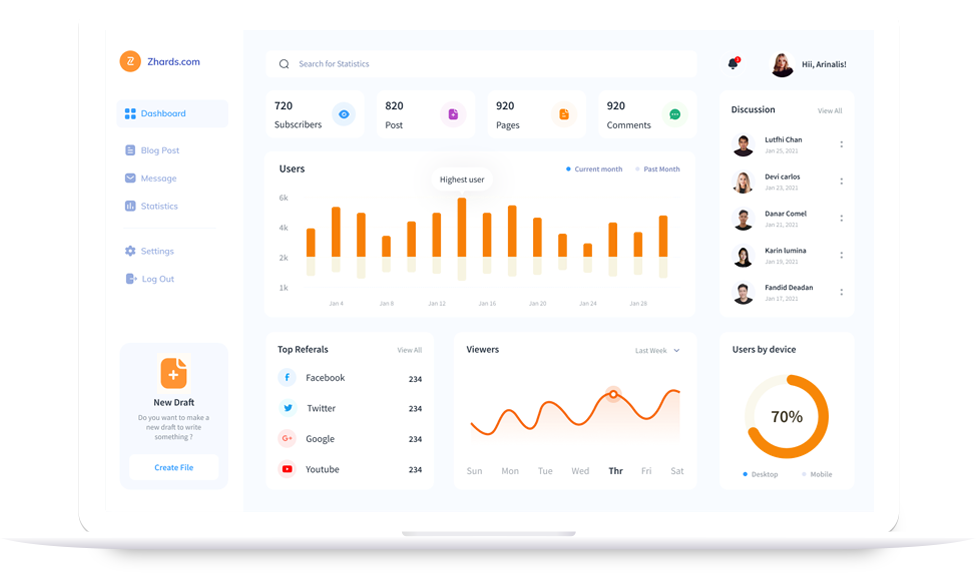 Zhards.com
Search for Statistics
Hii, Arinalis!
Dashboard
Blog Post
Message
Statistics
Settings
Log Out
New Draft
Do you want to make a
new draft to write
something ?
Create File
720
Subscribers
820
Post
920
Pages
920
Comments
Users
Current month
Past Month
Highest user
6k
4k
2k
1k
Jan 4
Jan 8
Jan 12
Jan 16
Jan 20
Jan 24
Jan 28
Discussion
View All
Lutfhi Chan
Jan 25, 2021
Devi carlos
Jan 23, 2021
Danar Comel
Jan 21, 2021
Karin lumina
Jan 19, 2021
Fandid Deadan
Jan 17, 2021
Top Referals
View All
Facebook 234
Twitter 234
G+ Google 234
Youtube 234
Viewers
Last Week
Sun Mon Tue Wed Thr Fri Sat
Users by device
70%
Desktop
Mobile